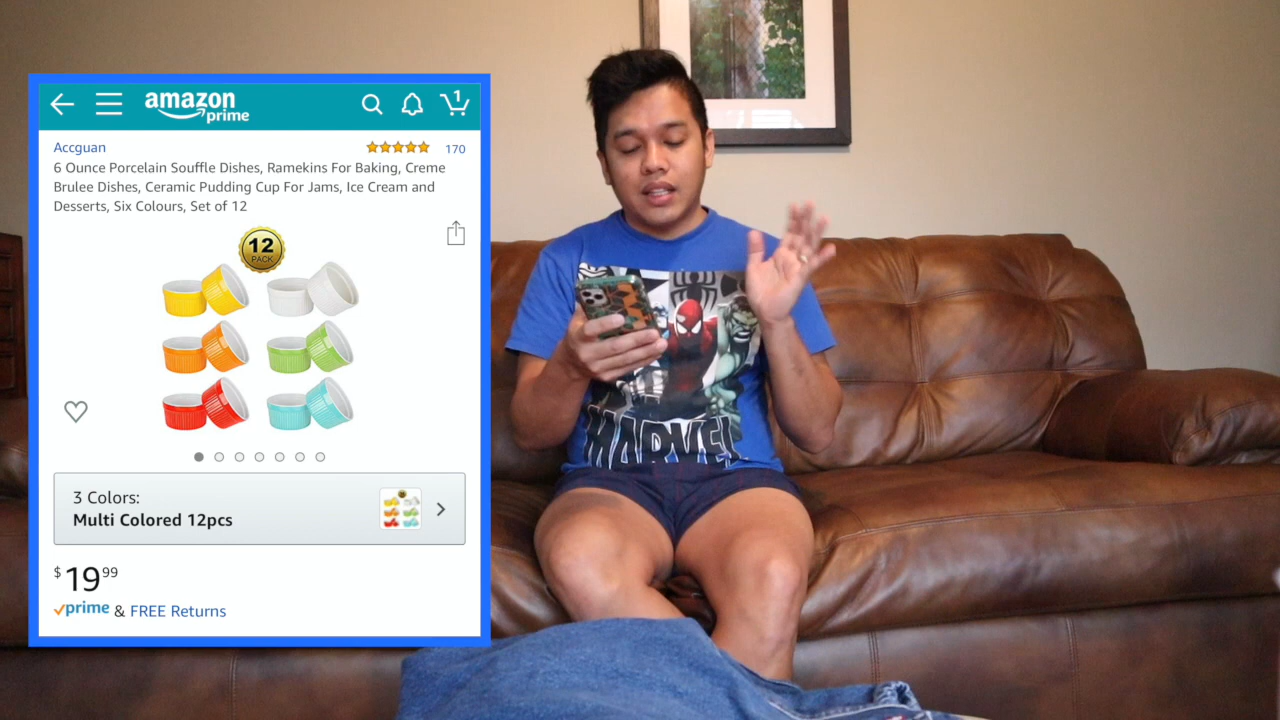 amazon
prime
1
Accguan
170
6 Ounce Porcelain Souffle Dishes, Ramekins For Baking, Creme
Brulee Dishes, Ceramic Pudding Cup For Jams, Ice Cream and
Desserts, Six Colours, Set of 12
12
PACK
3 Colors:
Multi Colored 12pcs
$19 99
prime & FREE Returns
MARVEL